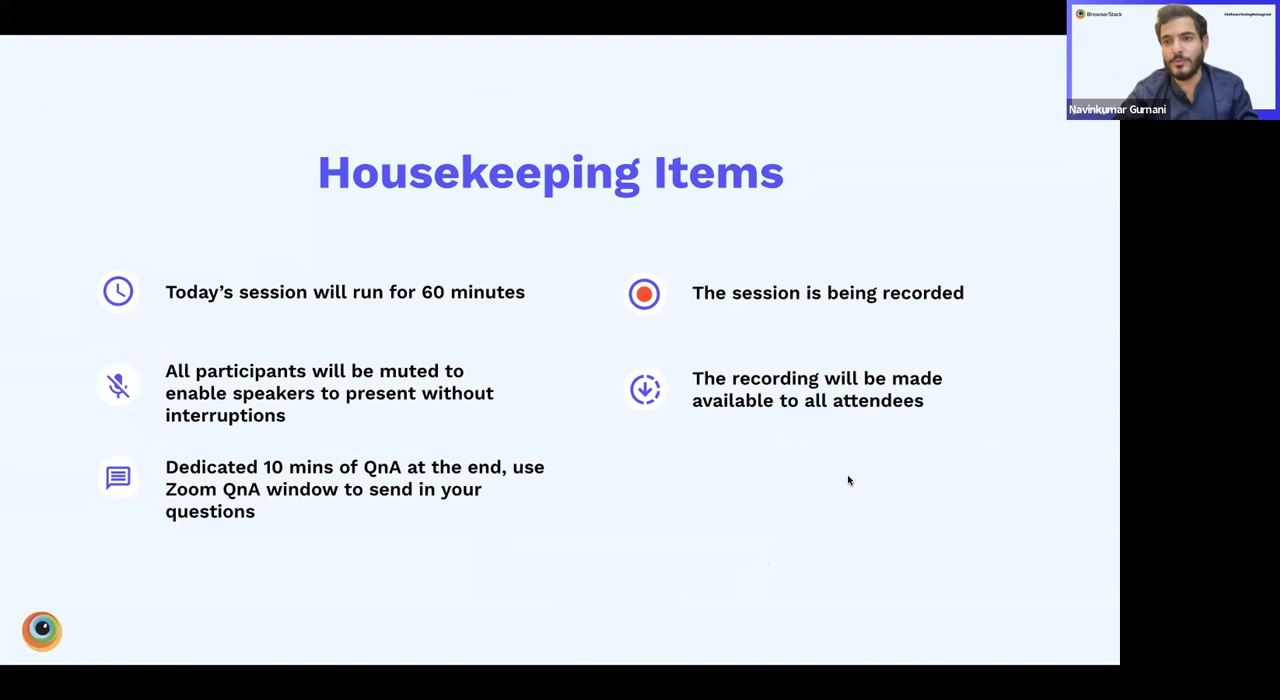 BrowserStack
#SoftwareTestingReimagined
Navinkumar Gurnani
Housekeeping Items
Today’s session will run for 60 minutes
All participants will be muted to
enable speakers to present without
interruptions
Dedicated 10 mins of QnA at the end, use
Zoom QnA window to send in your
questions
The session is being recorded
The recording will be made
available to all attendees